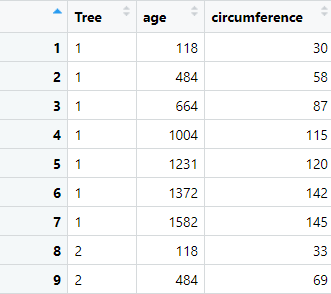 Tree age circumference
1 1 118 30
2 1 484 58
3 1 664 87
4 1 1004 115
5 1 1231 120
6 1 1372 142
7 1 1582 145
8 2 118 33
9 2 484 69